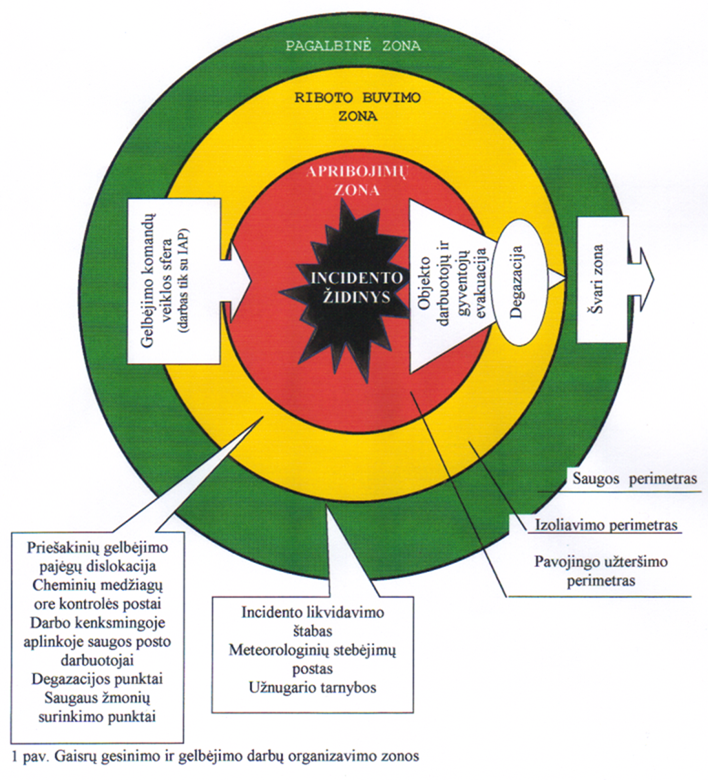 PAGALBINĖ ZONA
RIBOTO BUVIMO
ZONA
APRIBOJIMŲ
ZONA
INCIDENTO
ŽIDINYS
Gelbėjimo komandų
veiklos sfera
(darbas tik su IAP)
Objekto
darbuotojų ir
gyventojų
evakuacija
Degazacija
Švari zona
Saugos perimetras
Izoliavimo perimetras
Pavojingo užteršimo
perimetras
Priešakinių gelbėjimo
pajėgų dislokacija
Cheminių medžiagų
ore kontrolės postai
Darbo kenksmingoje
aplinkoje saugos posto
darbuotojai
Degazacijos punktai
Saugaus žmonių
surinkimo punktai
Incidento likvidavimo
štabas
Meteorologinių stebėjimų
postas
Užnugario tarnybos
1 pav. Gaisrų gesinimo ir gelbėjimo darbų organizavimo zonos